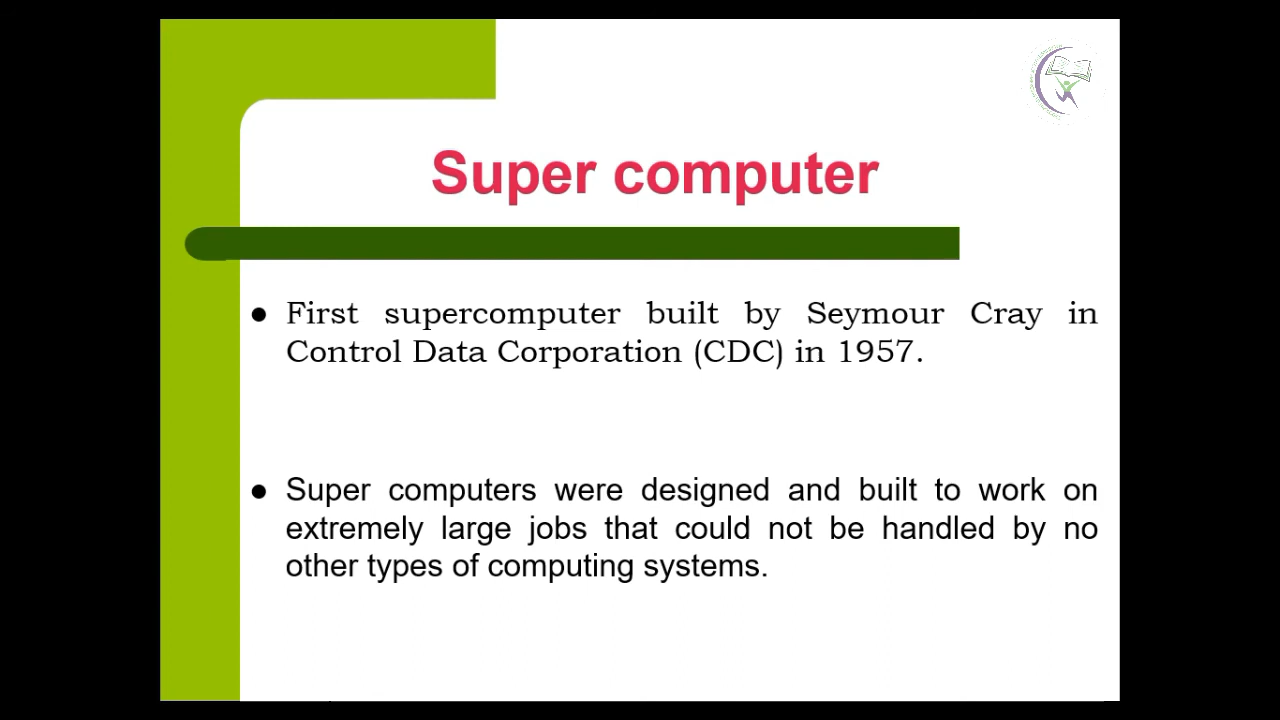 Super computer
● First supercomputer built by Seymour Cray in
Control Data Corporation (CDC) in 1957.
● Super computers were designed and built to work on
extremely large jobs that could not be handled by no
other types of computing systems.